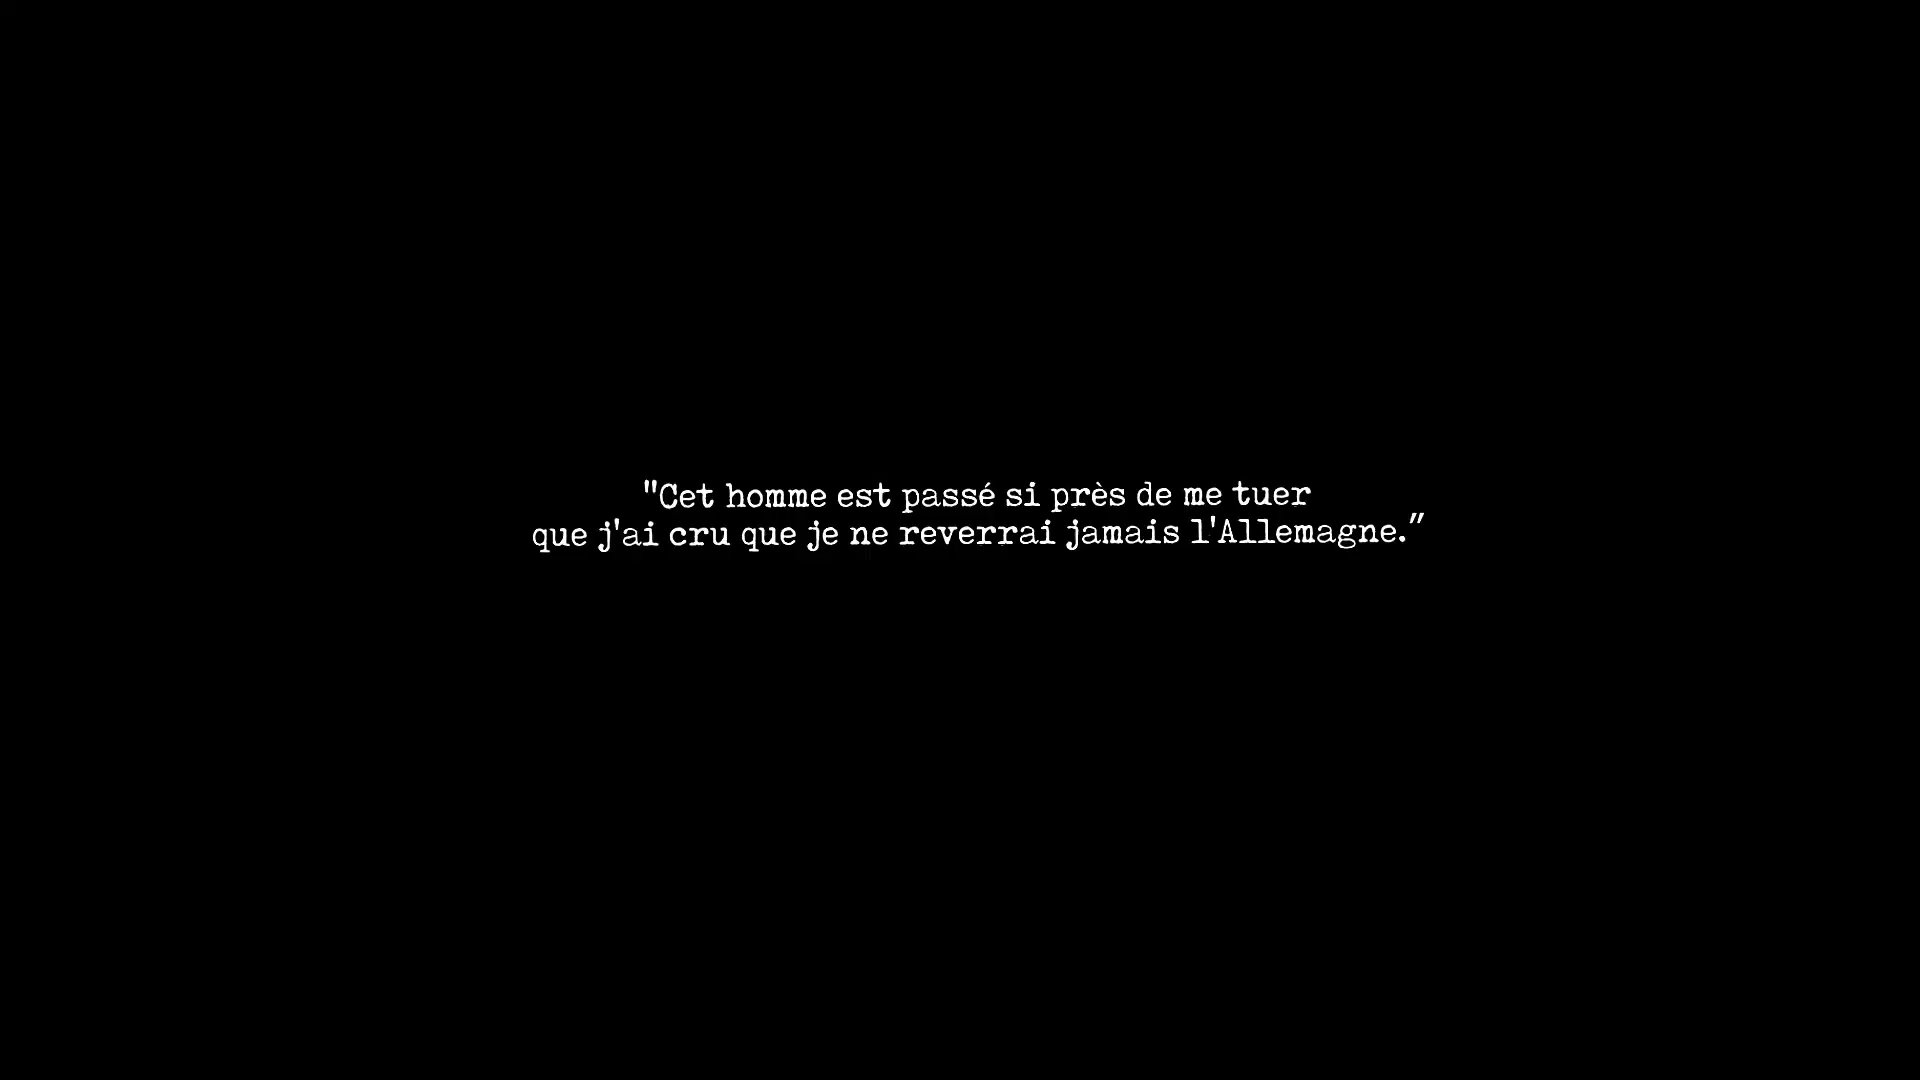 "Cet homme est passé si près de me tuer
que j'ai cru que je ne reverrai jamais l'Allemagne."